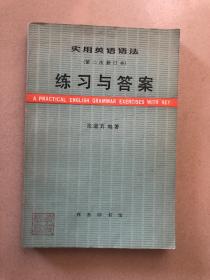 实用英语语法
(第二次修订本)
练习与答案
A PRACTICAL ENGLISH GRAMMAR EXERCISES WITH KEY
张道真 编著
商务印书馆